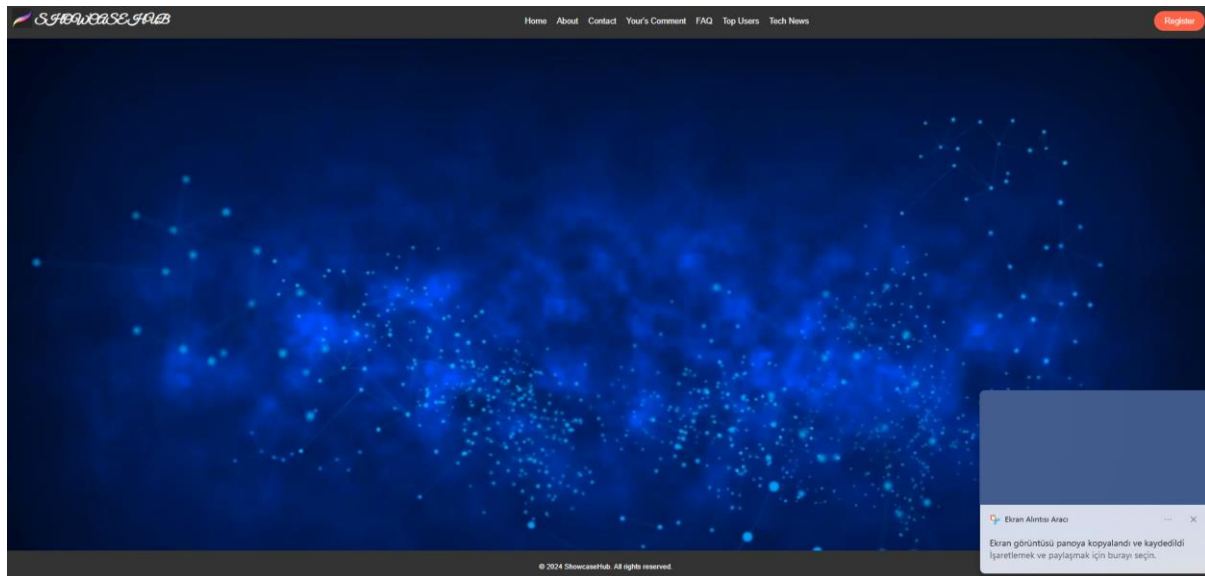 SHOWCASEHUB
Home About Contact Your's Comment FAQ Top Users Tech News
Register
Ekran Alıntısı Aracı
Ekran görüntüsü panoya kopyalandı ve kaydedildi
İşaretlemek ve paylaşmak için burayı seçin.
© 2024 ShowcaseHub. All rights reserved.